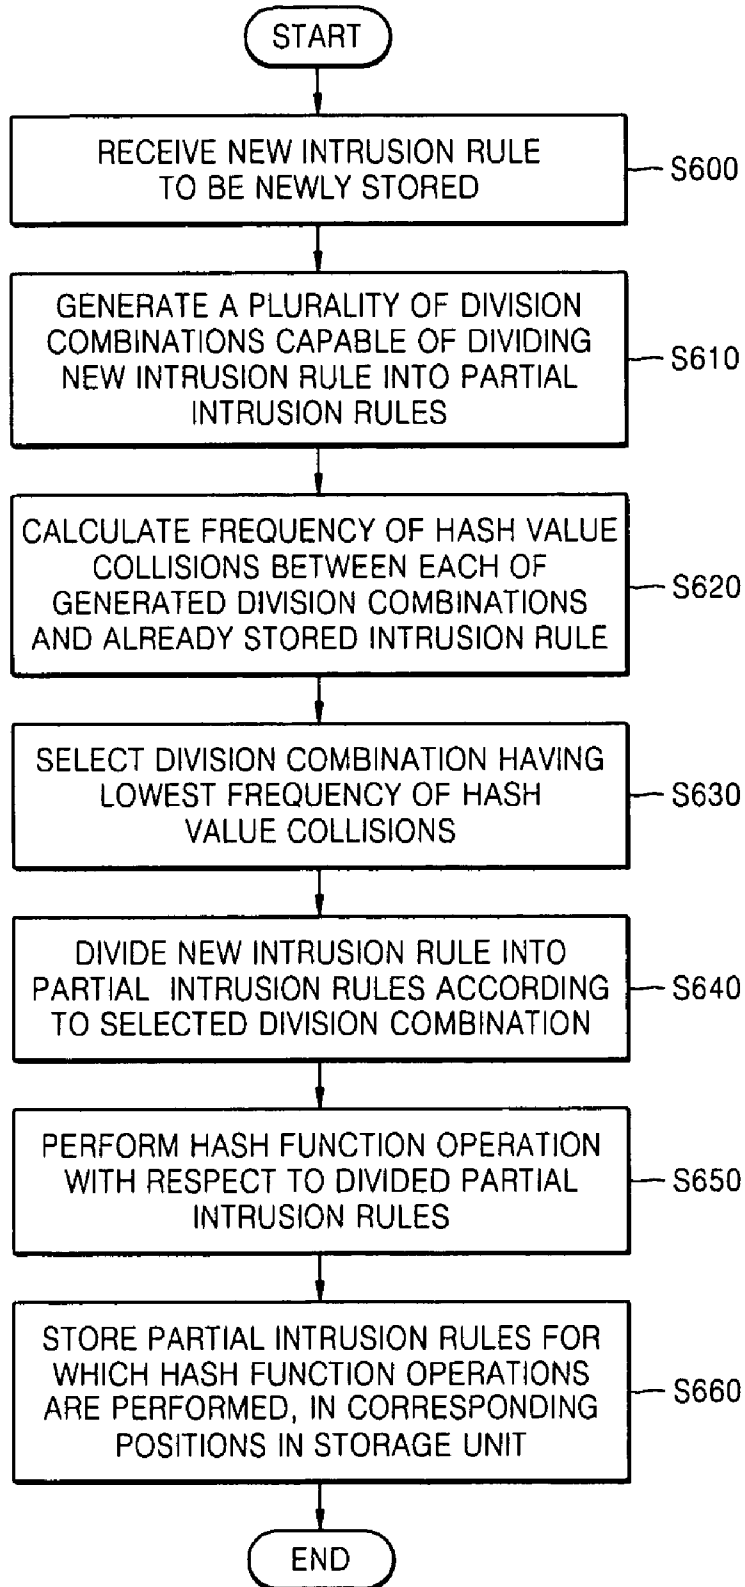 START
RECEIVE NEW INTRUSION RULE
TO BE NEWLY STORED
S600
GENERATE A PLURALITY OF DIVISION
COMBINATIONS CAPABLE OF DIVIDING
NEW INTRUSION RULE INTO PARTIAL
INTRUSION RULES
S610
CALCULATE FREQUENCY OF HASH VALUE
COLLISIONS BETWEEN EACH OF
GENERATED DIVISION COMBINATIONS
AND ALREADY STORED INTRUSION RULE
S620
SELECT DIVISION COMBINATION HAVING
LOWEST FREQUENCY OF HASH
VALUE COLLISIONS
S630
DIVIDE NEW INTRUSION RULE INTO
PARTIAL INTRUSION RULES ACCORDING
TO SELECTED DIVISION COMBINATION
S640
PERFORM HASH FUNCTION OPERATION
WITH RESPECT TO DIVIDED PARTIAL
INTRUSION RULES
S650
STORE PARTIAL INTRUSION RULES FOR
WHICH HASH FUNCTION OPERATIONS
ARE PERFORMED, IN CORRESPONDING
POSITIONS IN STORAGE UNIT
S660
END